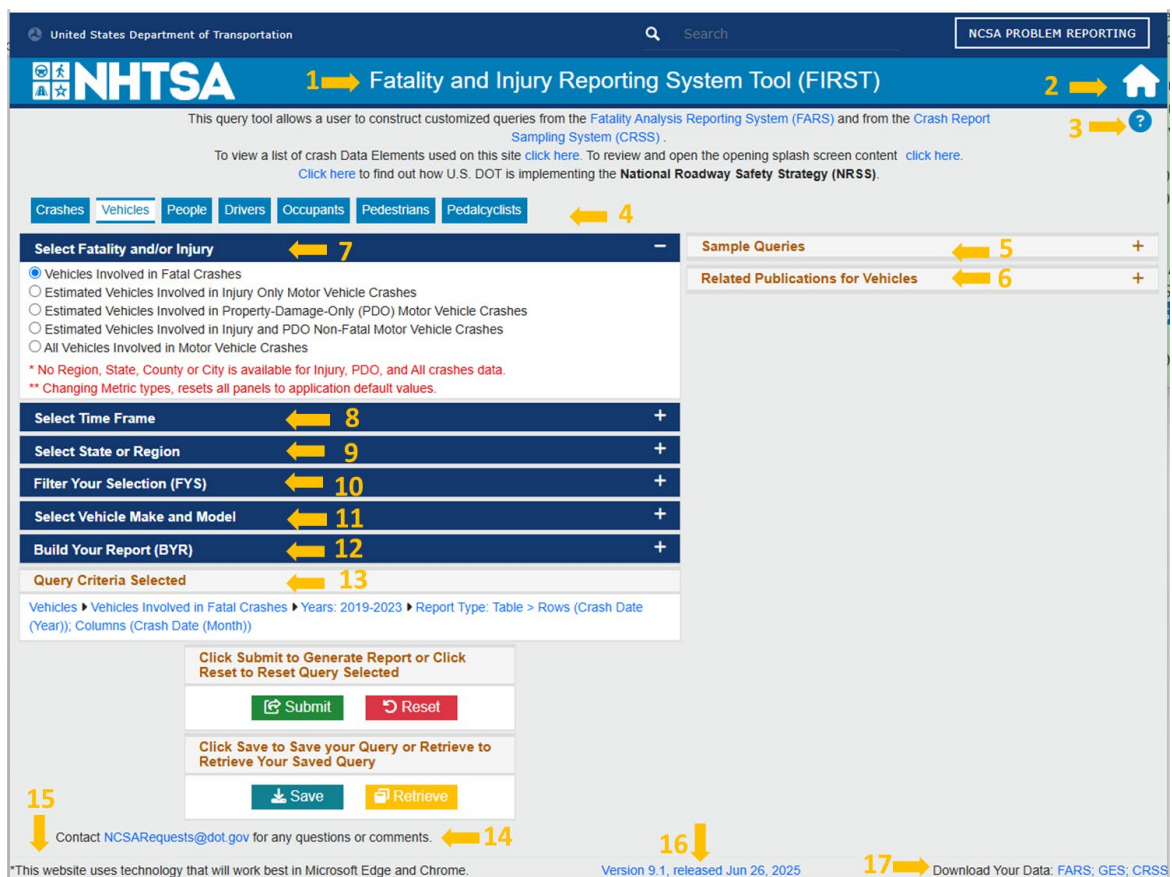 United States Department of Transportation
Search
NCSA PROBLEM REPORTING
NHTSA
1
Fatality and Injury Reporting System Tool (FIRST)
2
This query tool allows a user to construct customized queries from the Fatality Analysis Reporting System (FARS) and from the Crash Report
Sampling System (CRSS) .
3
?
To view a list of crash Data Elements used on this site click here. To review and open the opening splash screen content click here.
Click here to find out how U.S. DOT is implementing the National Roadway Safety Strategy (NRSS).
Crashes Vehicles People Drivers Occupants Pedestrians Pedalcyclists
4
Select Fatality and/or Injury
7
Vehicles Involved in Fatal Crashes
Estimated Vehicles Involved in Injury Only Motor Vehicle Crashes
Estimated Vehicles Involved in Property-Damage-Only (PDO) Motor Vehicle Crashes
Estimated Vehicles Involved in Injury and PDO Non-Fatal Motor Vehicle Crashes
All Vehicles Involved in Motor Vehicle Crashes
* No Region, State, County or City is available for Injury, PDO, and All crashes data.
** Changing Metric types, resets all panels to application default values.
Sample Queries
5
Related Publications for Vehicles
6
Select Time Frame
8
Select State or Region
9
Filter Your Selection (FYS)
10
Select Vehicle Make and Model
11
Build Your Report (BYR)
12
Query Criteria Selected
13
Vehicles Vehicles Involved in Fatal Crashes Years: 2019-2023 Report Type: Table > Rows (Crash Date
(Year)); Columns (Crash Date (Month))
Click Submit to Generate Report or Click
Reset to Reset Query Selected
Submit
Reset
Click Save to Save your Query or Retrieve to
Retrieve Your Saved Query
Save
Retrieve
15
Contact NCSARequests@dot.gov for any questions or comments.
14
*This website uses technology that will work best in Microsoft Edge and Chrome.
16
Version 9.1, released Jun 26, 2025
17
Download Your Data: FARS; GES; CRSS